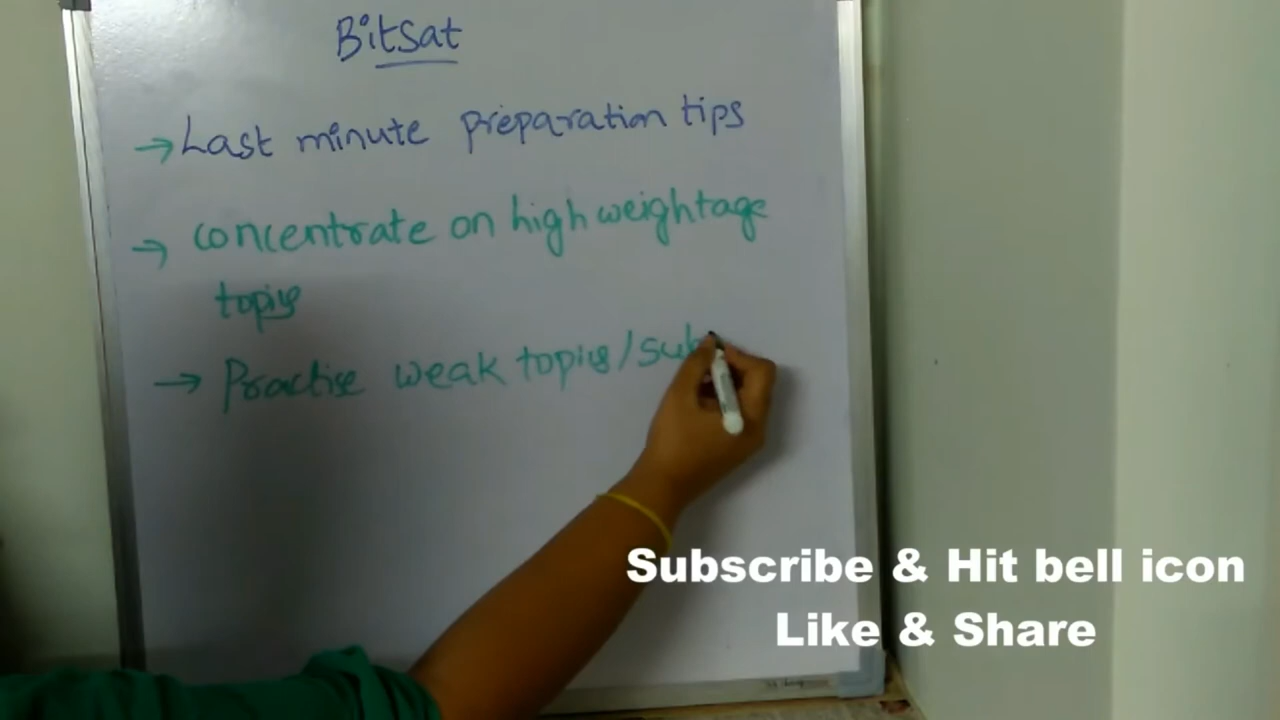 BitSat
→ Last minute preparation tips
→ concentrate on high weightage
topics
→ Practise weak topics/sub
Subscribe & Hit bell icon
Like & Share